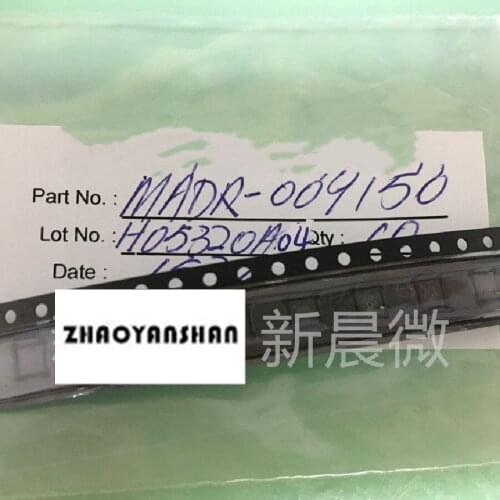 Part No. : MADR-009150
Lot No. : H05320A04 Qty :
Date :
ZHAOYANSHAN
新晨微